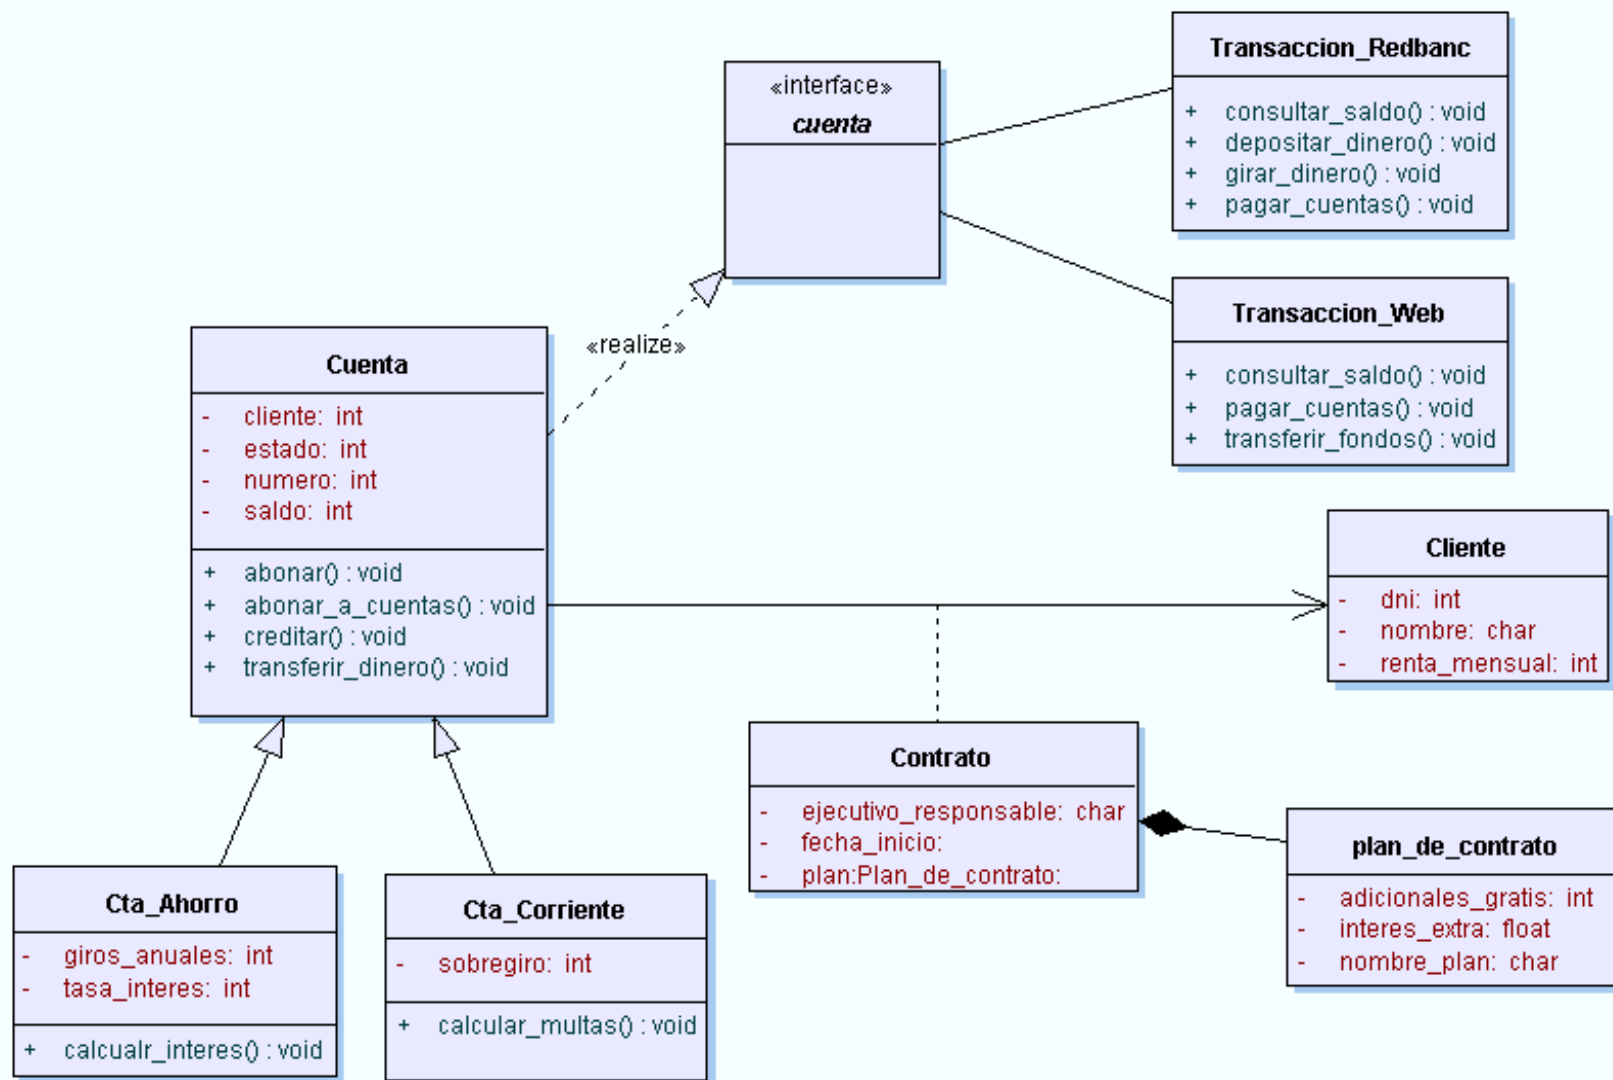 Transaccion_Redbanc
+ consultar_saldo() : void
+ depositar_dinero() : void
+ girar_dinero() : void
+ pagar_cuentas() : void
«interface»
cuenta
Transaccion_Web
+ consultar_saldo() : void
+ pagar_cuentas() : void
+ transferir_fondos() : void
«realize»
Cuenta
- cliente: int
- estado: int
- numero: int
- saldo: int
+ abonar() : void
+ abonar_a_cuentas() : void
+ creditar() : void
+ transferir_dinero() : void
Cliente
- dni: int
- nombre: char
- renta_mensual: int
Contrato
- ejecutivo_responsable: char
- fecha_inicio:
- plan:Plan_de_contrato:
plan_de_contrato
- adicionales_gratis: int
- interes_extra: float
- nombre_plan: char
Cta_Ahorro
- giros_anuales: int
- tasa_interes: int
+ calcualr_interes() : void
Cta_Corriente
- sobregiro: int
+ calcular_multas() : void